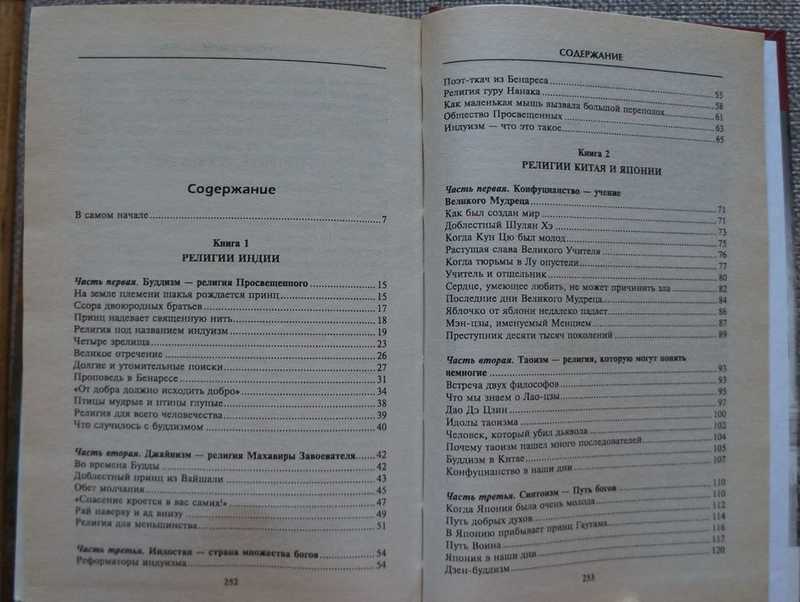 Содержание
В самом начале 7
Книга 1
РЕЛИГИИ ИНДИИ
Часть первая. Буддизм — религия Просвещенного 15
На земле племени шакья рождается принц 15
Ссора двоюродных братьев 17
Принц надевает священную нить 18
Религия под названием индуизм 19
Четыре зрелища 23
Великое отречение 26
Долгие и утомительные поиски 27
Проповедь в Бенаресе 31
«От добра должно исходить добро» 34
Птицы мудрые и птицы глупые 38
Религия для всего человечества 39
Что случилось с буддизмом 40
Часть вторая. Джайнизм — религия Махавиры Завоевателя 42
Во времена Будды 42
Доблестный принц из Вайшали 43
Обет молчания 45
«Спасение кроется в вас самих!» 47
Рай наверху и ад внизу 49
Религия для меньшинства 51
Часть третья. Индостан — страна множества богов 54
Реформаторы индуизма 54
252
СОДЕРЖАНИЕ
Поэт-ткач из Бенареса 55
Религия гуру Нанака 58
Как маленькая мышь вызвала большой переполох 61
Общество Просвещенных 63
Индуизм — что это такое 65
Книга 2
РЕЛИГИИ КИТАЯ И ЯПОНИИ
Часть первая. Конфуцианство — учение
Великого Мудреца 71
Как был создан мир 71
Доблестный Шулян Хэ 73
Когда Кун Цю был молод 75
Растущая слава Великого Учителя 76
Когда тюрьмы в Лу опустели 77
Учитель и отшельник 80
Сердце, умеющее любить, не может причинять зла 82
Последние дни Великого Мудреца 84
Яблочко от яблони недалеко падает 86
Мэн-цзы, именуемый Менцием 87
Преступник десяти тысяч поколений 89
Часть вторая. Таоизм — религия, которую могут понять
немногие 93
Встреча двух философов 93
Что мы знаем о Лао-цзы 95
Дао Дэ Цзин 97
Идолы таоизма 100
Человек, который убил дьявола 102
Почему таоизм нашел много последователей 104
Буддизм в Китае 105
Конфуцианство в наши дни 107
Часть третья. Синтоизм — Путь богов 110
Когда Япония была очень молода 110
Путь добрых духов 112
В Японию прибывает принц Гаутама 114
Путь Воина 116
Япония в наши дни 117
Дзен-буддизм 120
253